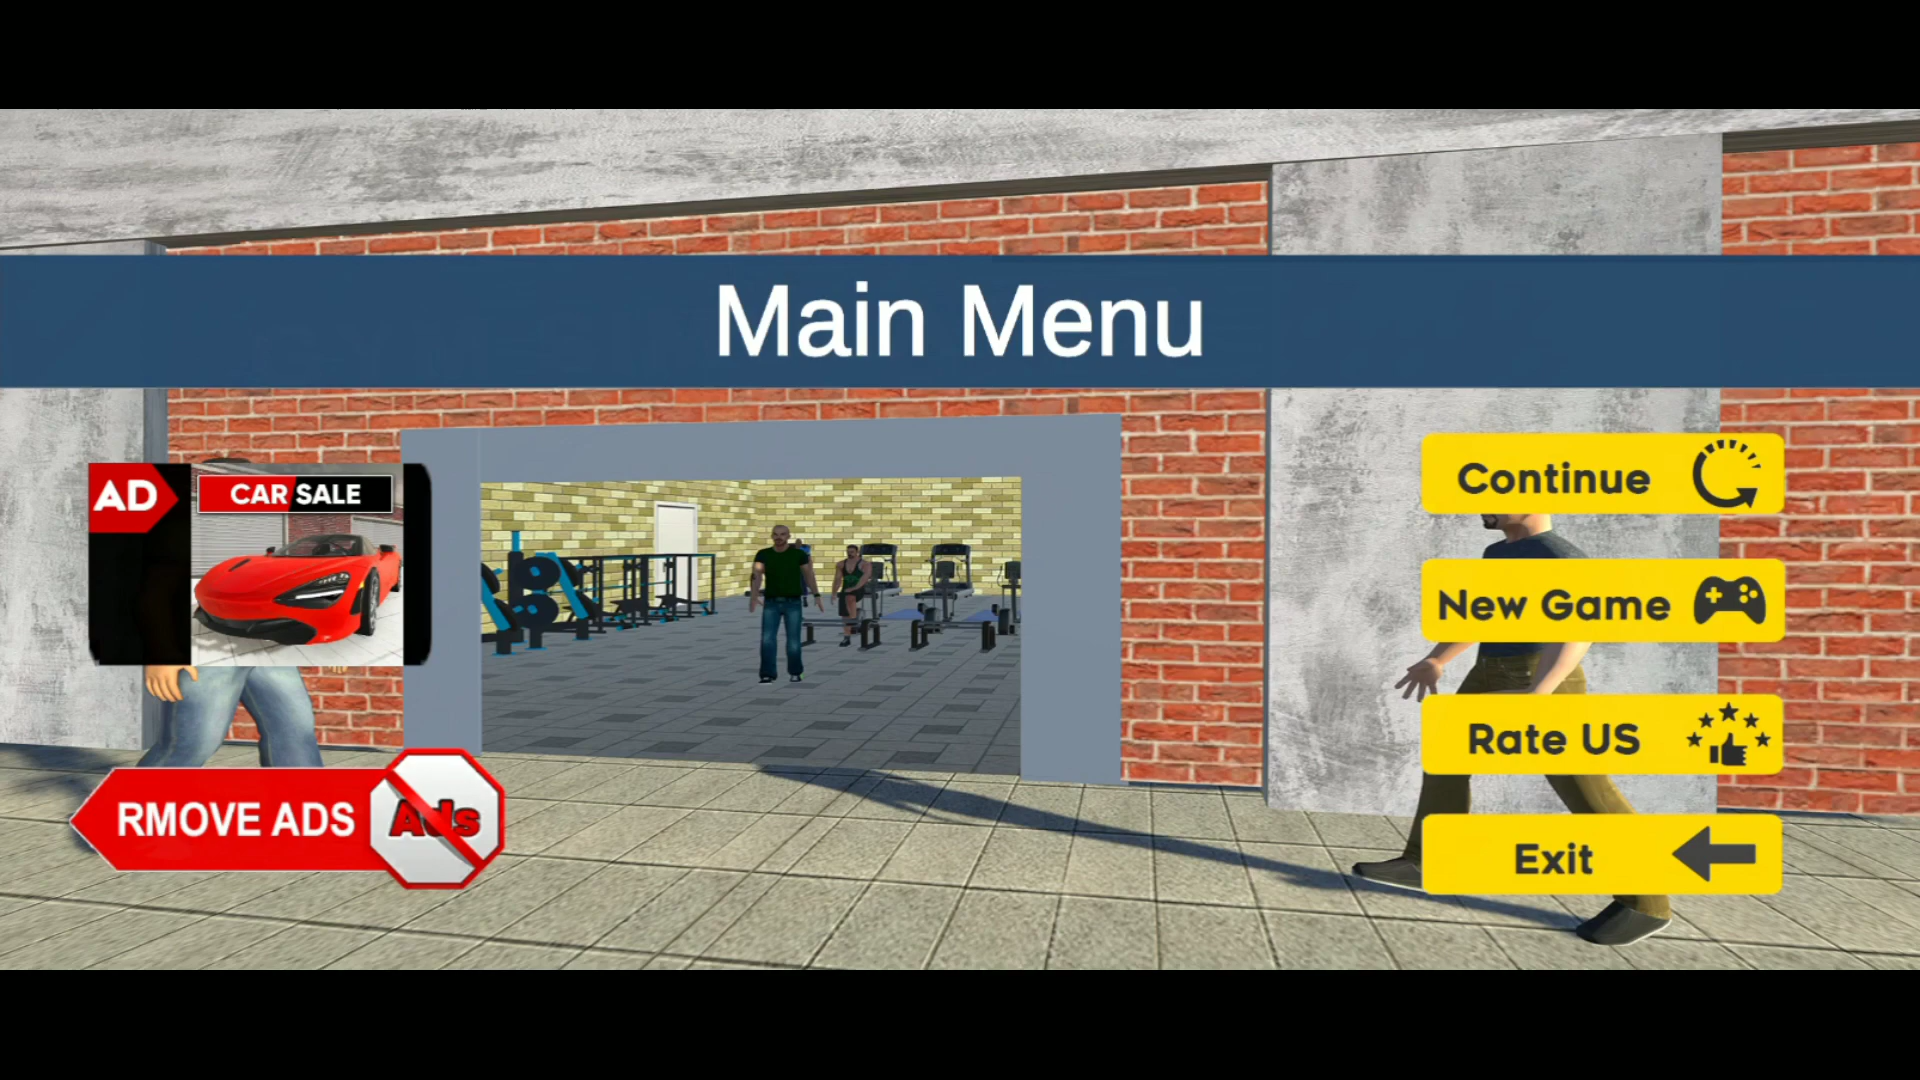 Main Menu
AD
CAR SALE
RMOVE ADS
Ads
Continue
New Game
Rate US
Exit